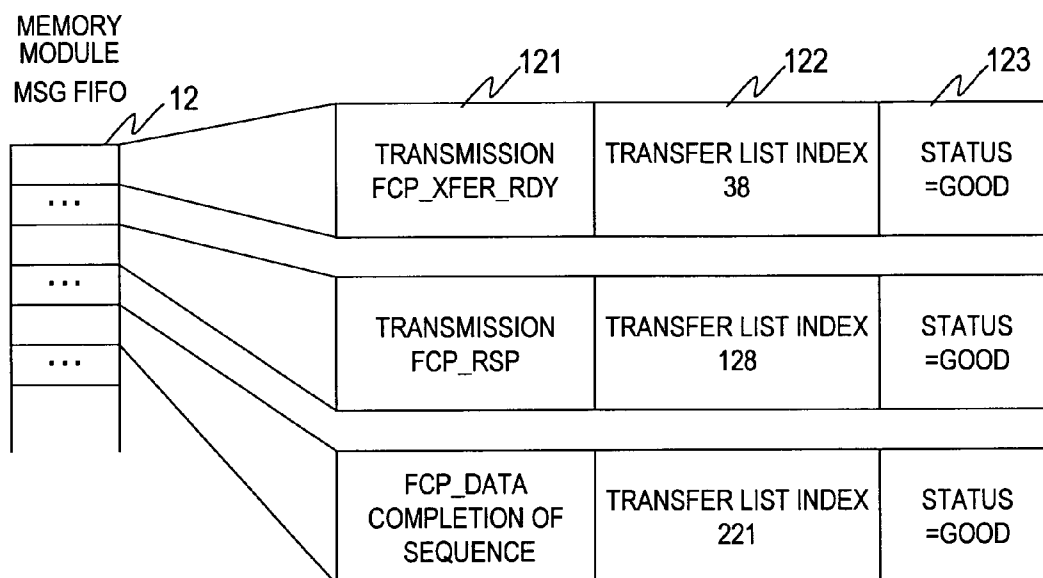 MEMORY
MODULE
MSG FIFO
12
121
122
123
TRANSMISSION
FCP_XFER_RDY
TRANSFER LIST INDEX
38
STATUS
=GOOD
...
TRANSMISSION
FCP_RSP
TRANSFER LIST INDEX
128
STATUS
=GOOD
...
...
FCP_DATA
COMPLETION OF
SEQUENCE
TRANSFER LIST INDEX
221
STATUS
=GOOD